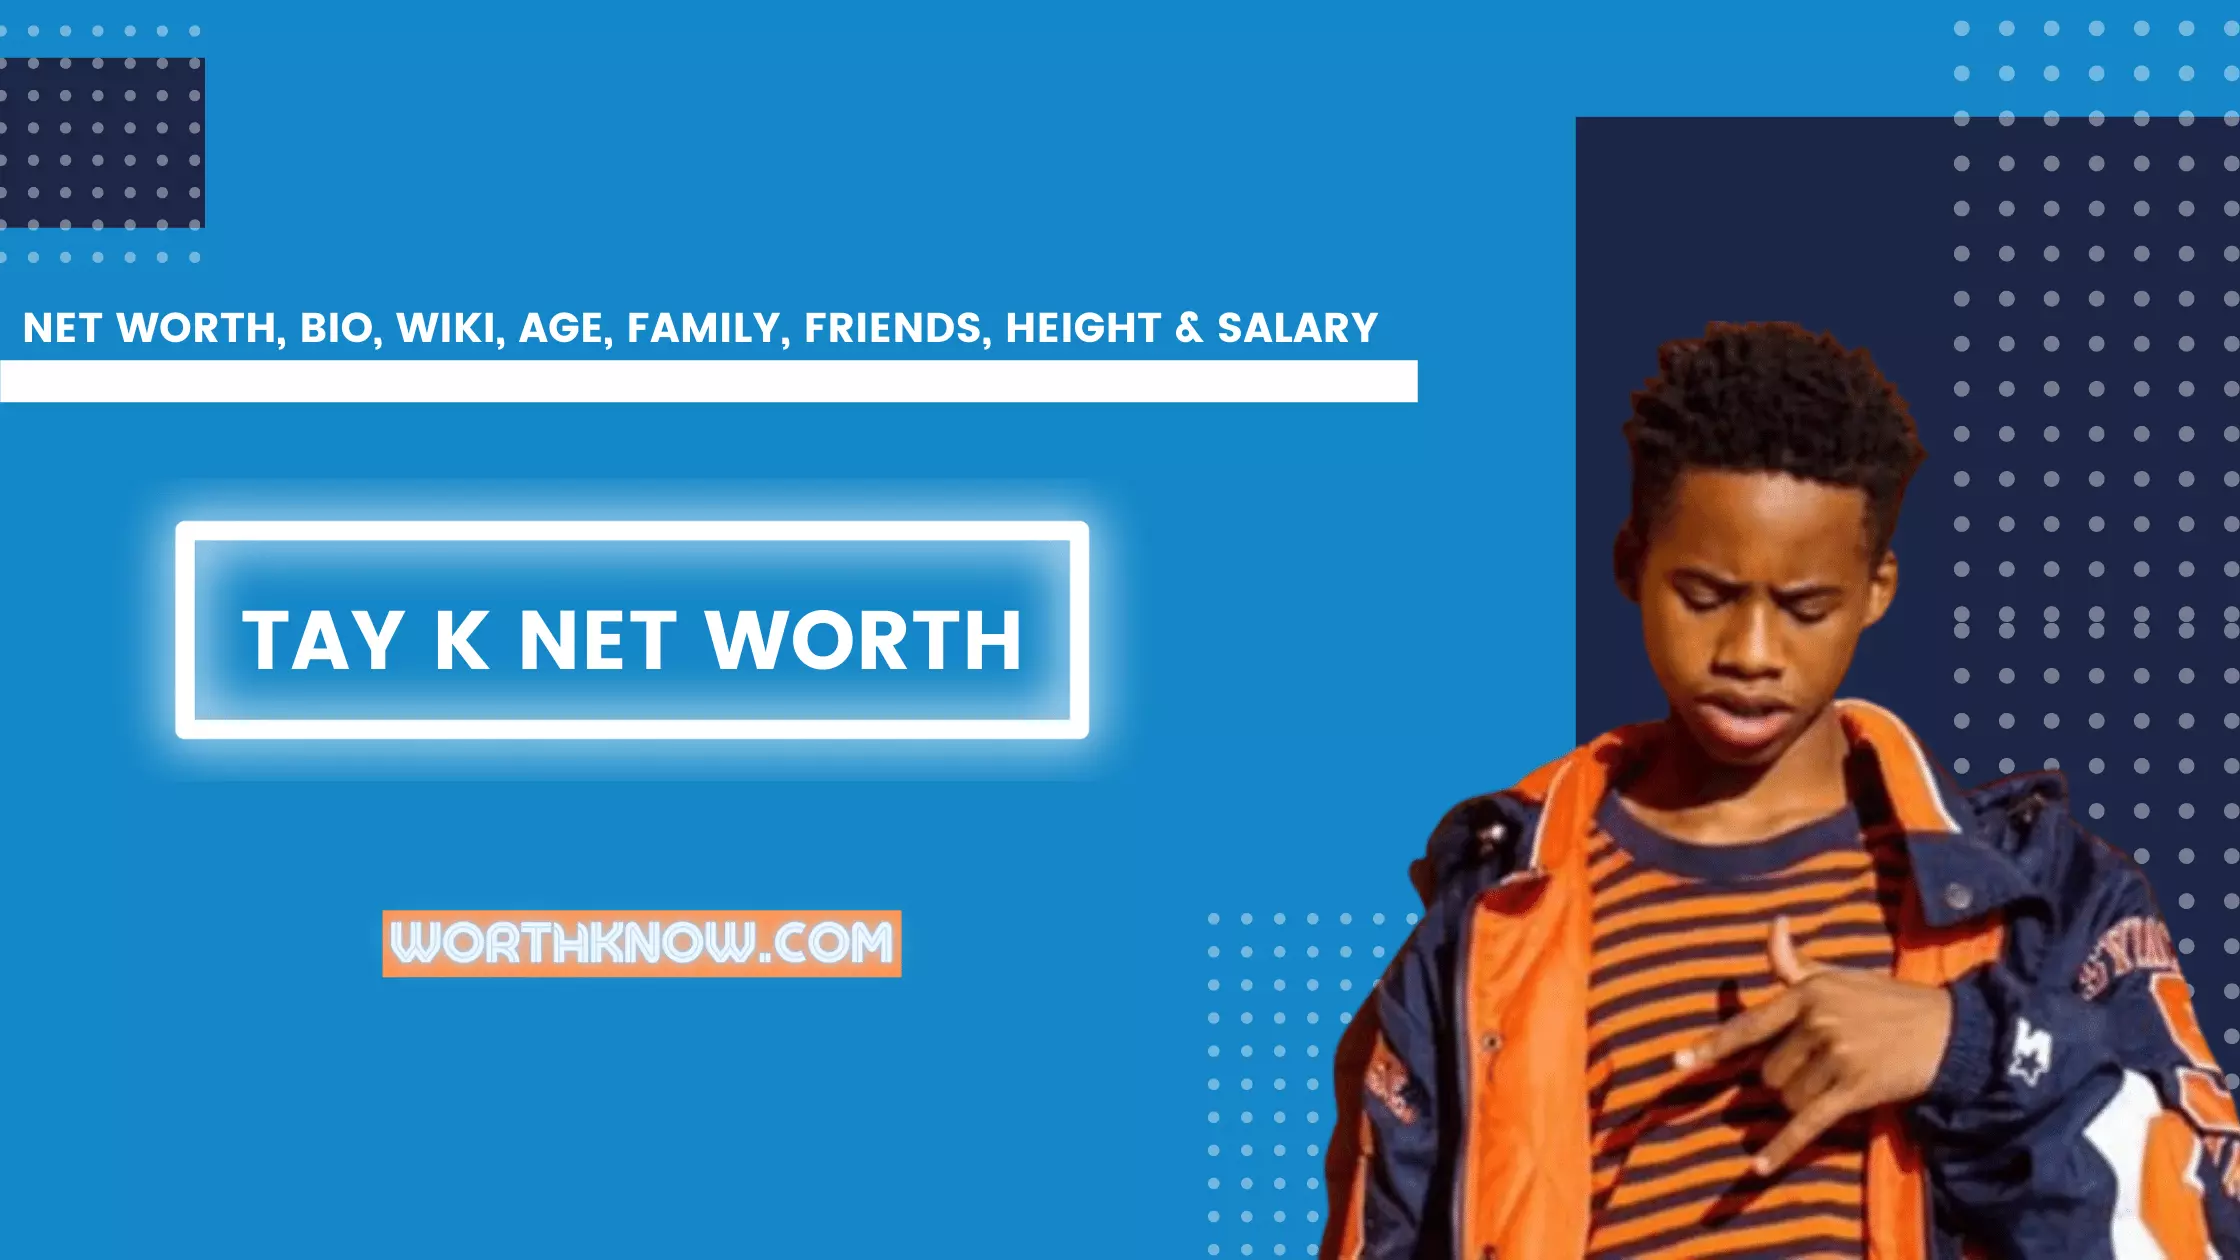 NET WORTH, BIO, WIKI, AGE, FAMILY, FRIENDS, HEIGHT & SALARY
TAY K NET WORTH
WORTHKNOW.COM